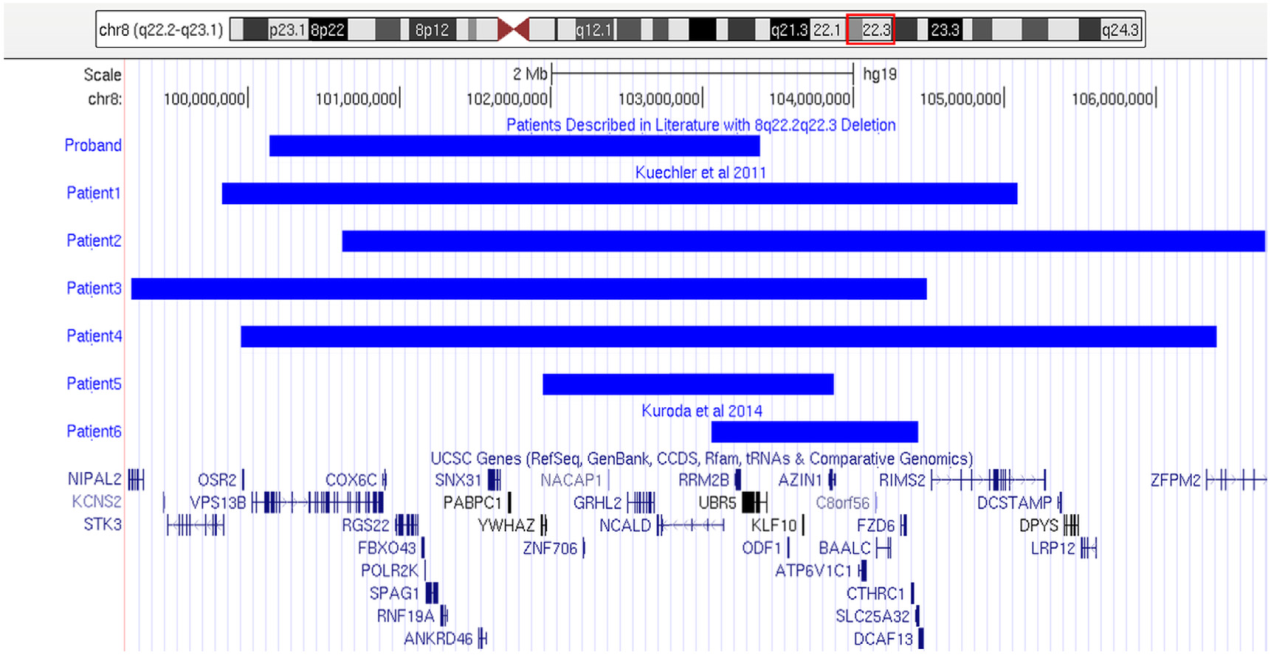 chr8 (q22.2-q23.1) p23.1 8p22 8p12 q12.1 q21.3 22.1 22.3 23.3 q24.3
Scale 2 Mb hg19
chr8: 100,000,000 101,000,000 102,000,000 103,000,000 104,000,000 105,000,000 106,000,000
Patients Described in Literature with 8q22.2q22.3 Deletion
Proband
Kuechler et al 2011
Patient1
Patient2
Patient3
Patient4
Patient5
Kuroda et al 2014
Patient6
UCSC Genes (RefSeq, GenBank, CCDS, Rfam, tRNAs & Comparative Genomics)
NIPAL2 OSR2 COX6C SNX31 NACAP1 RRM2B AZIN1 RIMS2 ZFPM2
KCNS2 VPS13B PABPC1 GRHL2 UBR5 C8orf56 DCSTAMP
STK3 RGS22 YWHAZ NCALD KLF10 FZD6 DPYS
FBXO43 ZNF706 ODF1 BAALC LRP12
POLR2K ATP6V1C1
SPAG1 CTHRC1
RNF19A SLC25A32
ANKRD46 DCAF13